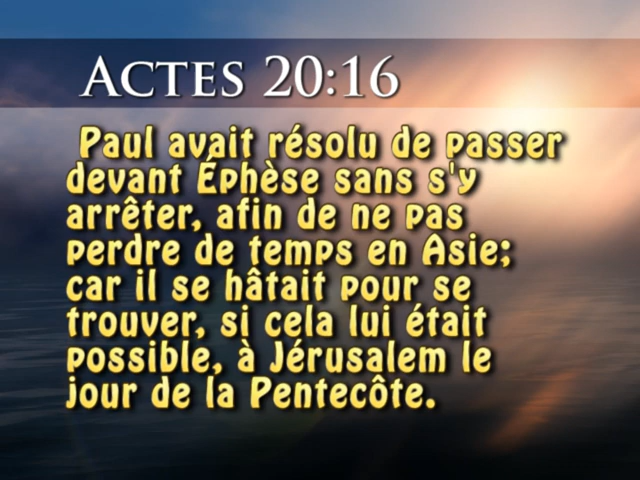 Actes 20:16
Paul avait résolu de passer
devant Éphèse sans s'y
arrêter, afin de ne pas
perdre de temps en Asie;
car il se hâtait pour se
trouver, si cela lui était
possible, à Jérusalem le
jour de la Pentecôte.